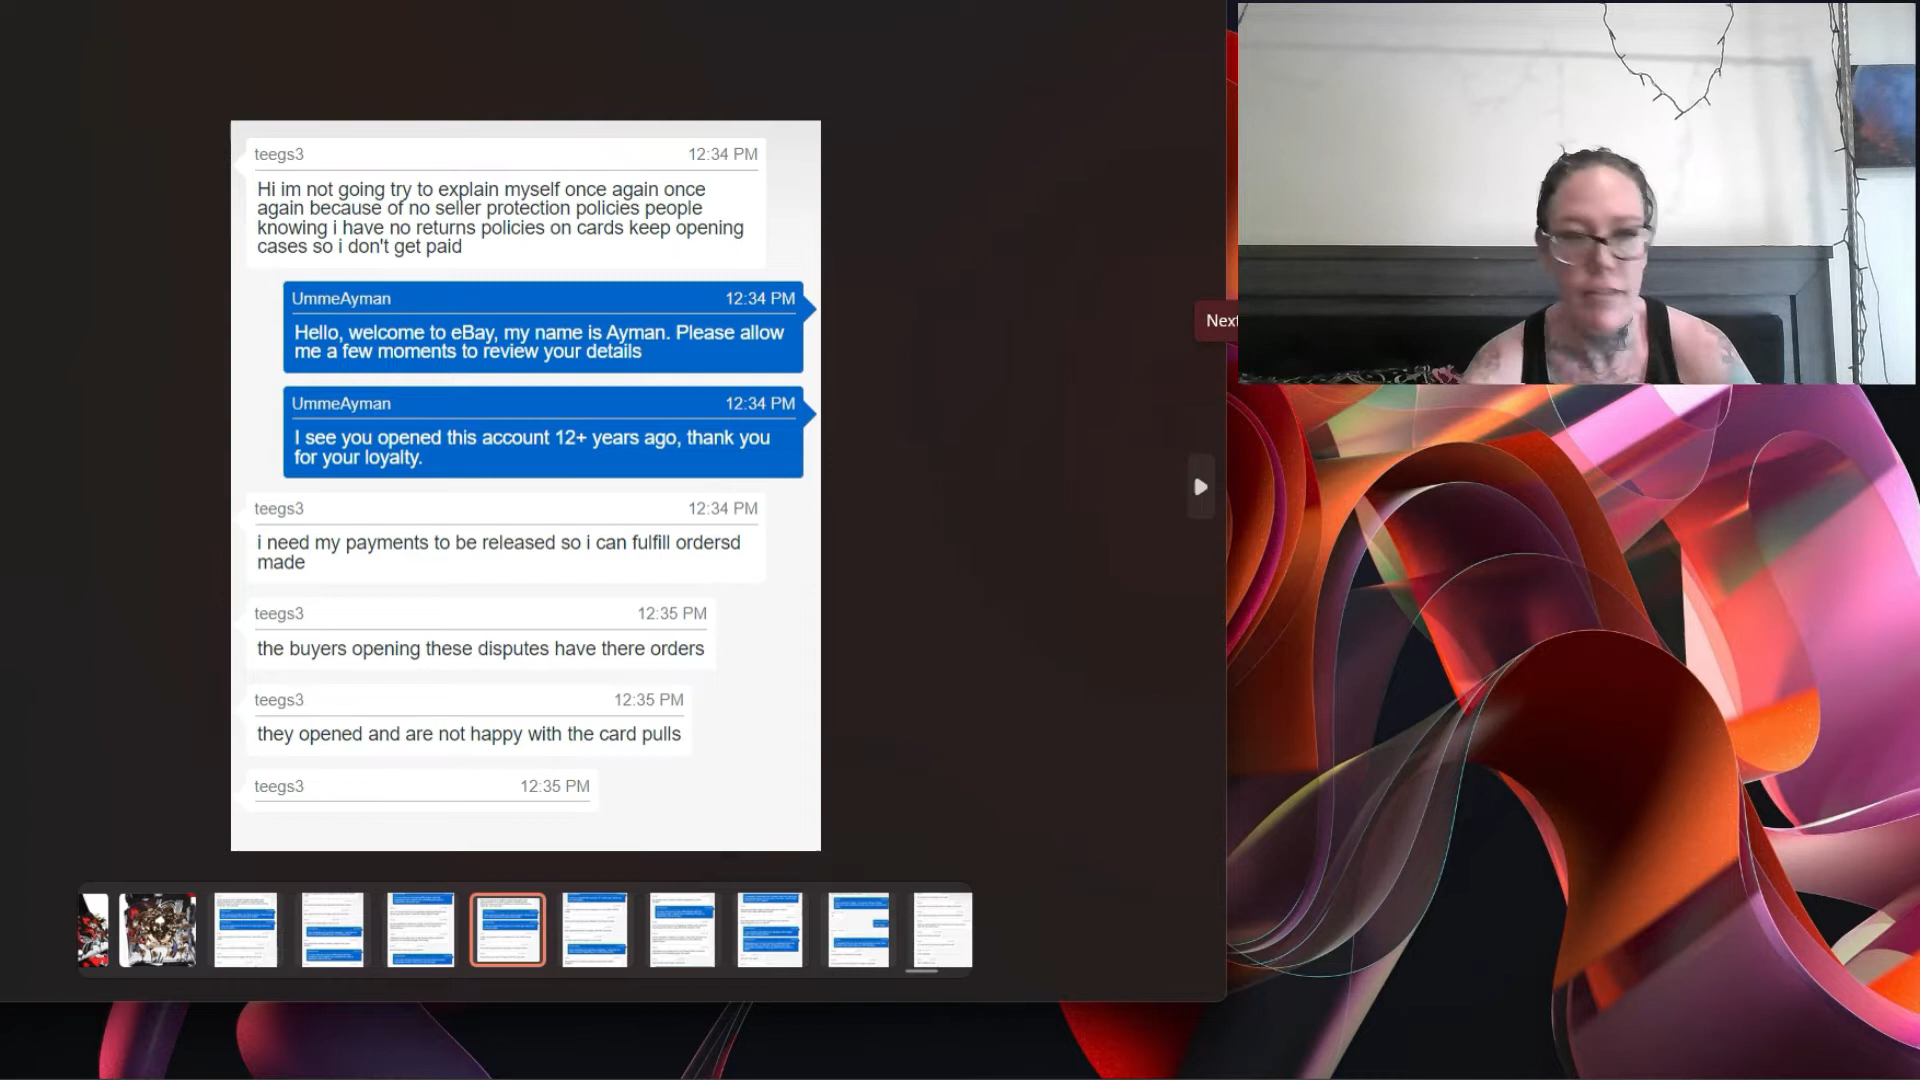 teegs3 12:34 PM
Hi im not going try to explain myself once again once
again because of no seller protection policies people
knowing i have no returns policies on cards keep opening
cases so i don't get paid
UmmeAyman 12:34 PM
Hello, welcome to eBay, my name is Ayman. Please allow
me a few moments to review your details
UmmeAyman 12:34 PM
I see you opened this account 12+ years ago, thank you
for your loyalty.
teegs3 12:34 PM
i need my payments to be released so i can fulfill ordersd
made
teegs3 12:35 PM
the buyers opening these disputes have there orders
teegs3 12:35 PM
they opened and are not happy with the card pulls
teegs3 12:35 PM
Next